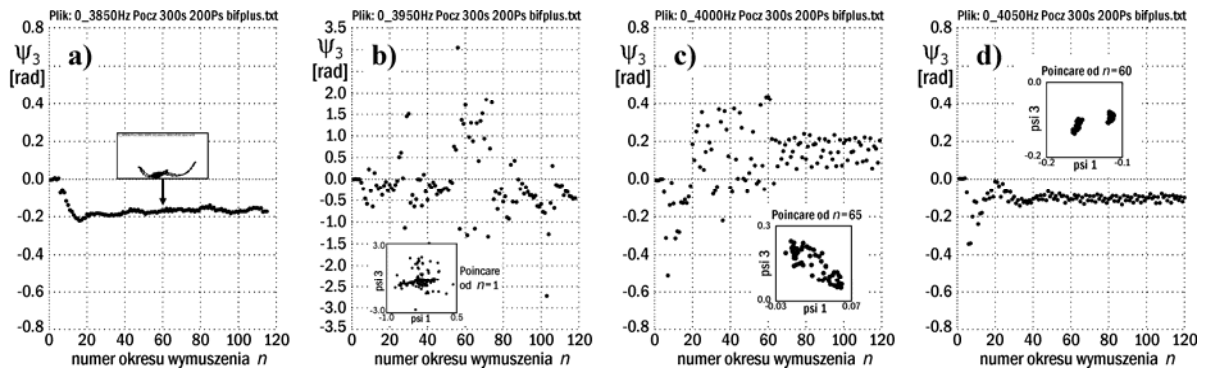 Plik: 0_3850Hz Pocz 300s 200Ps bifplus.txt
0.8
ψ_3
a)
[rad]
0.4
0.2
0.0
-0.2
-0.4
-0.6
-0.8
[rad]
0 20 40 60 80 100 120
numer okresu wymuszenia n
Plik: 0_3950Hz Pocz 300s 200Ps bifplus.txt
3.5
3.0
ψ_3
b)
2.5
2.0
[rad]
1.5
1.0
0.5
0.0
-0.5
-1.0
-1.5
-2.0
-2.5
-3.0
-3.5
3.0
psi 3
-3.0
-1
0.5
psi 1
Poincare
od n=1
0 20 40 60 80 100 120
numer okresu wymuszenia n
Plik: 0_4000Hz Pocz 300s 200Ps bifplus.txt
0.8
ψ_3
c)
[rad]
0.4
0.2
0.0
-0.2
-0.4
-0.6
-0.8
Poincare od n=65
0.3
psi 3
0.0
-0.03
0.07
psi 1
0 20 40 60 80 100 120
numer okresu wymuszenia n
Plik: 0_4050Hz Pocz 300s 200Ps bifplus.txt
0.8
ψ_3
d)
[rad]
0.4
0.2
0.0
-0.2
-0.4
-0.6
-0.8
Poincare od n=60
0.0
psi 3
-0.2
-0.2
-0.1
psi 1
0 20 40 60 80 100 120
numer okresu wymuszenia n